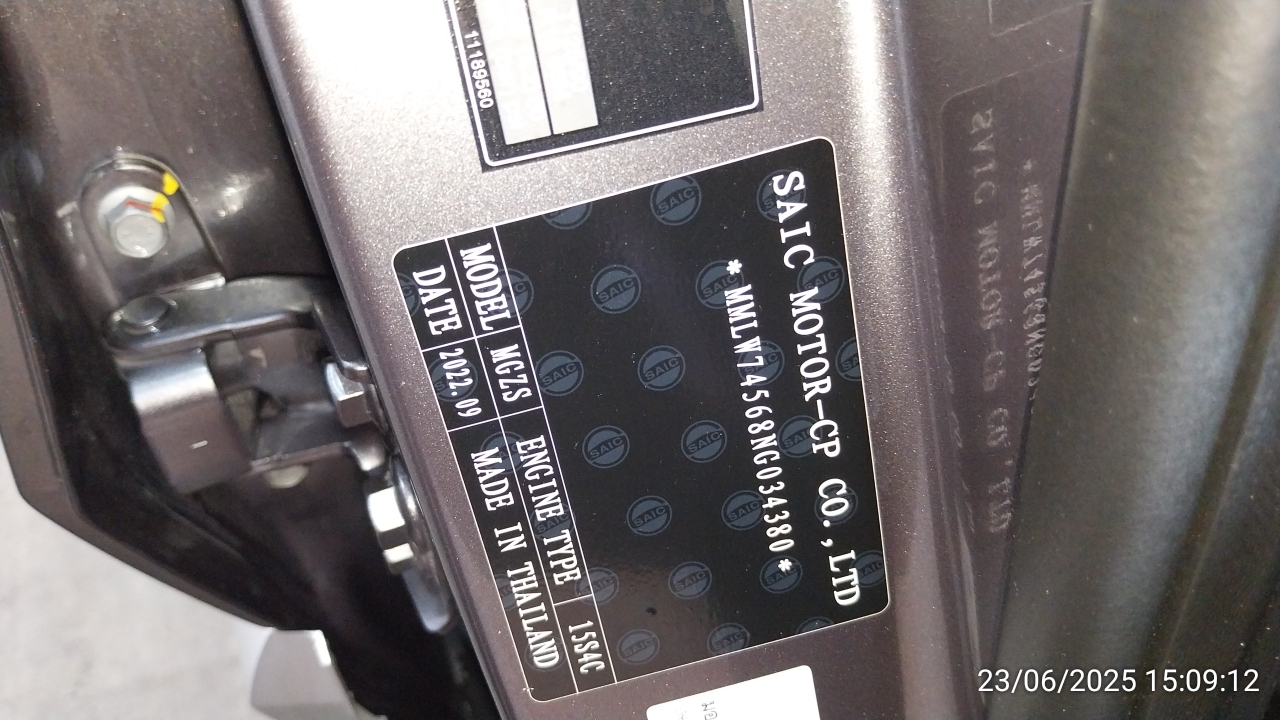 11189560
SAIC MOTOR-CP CO.,LTD
*MMLW74568NG034380*
MODEL MGZS ENGINE TYPE 15S4C
DATE 2022.09 MADE IN THAILAND
23/06/2025 15:09:12